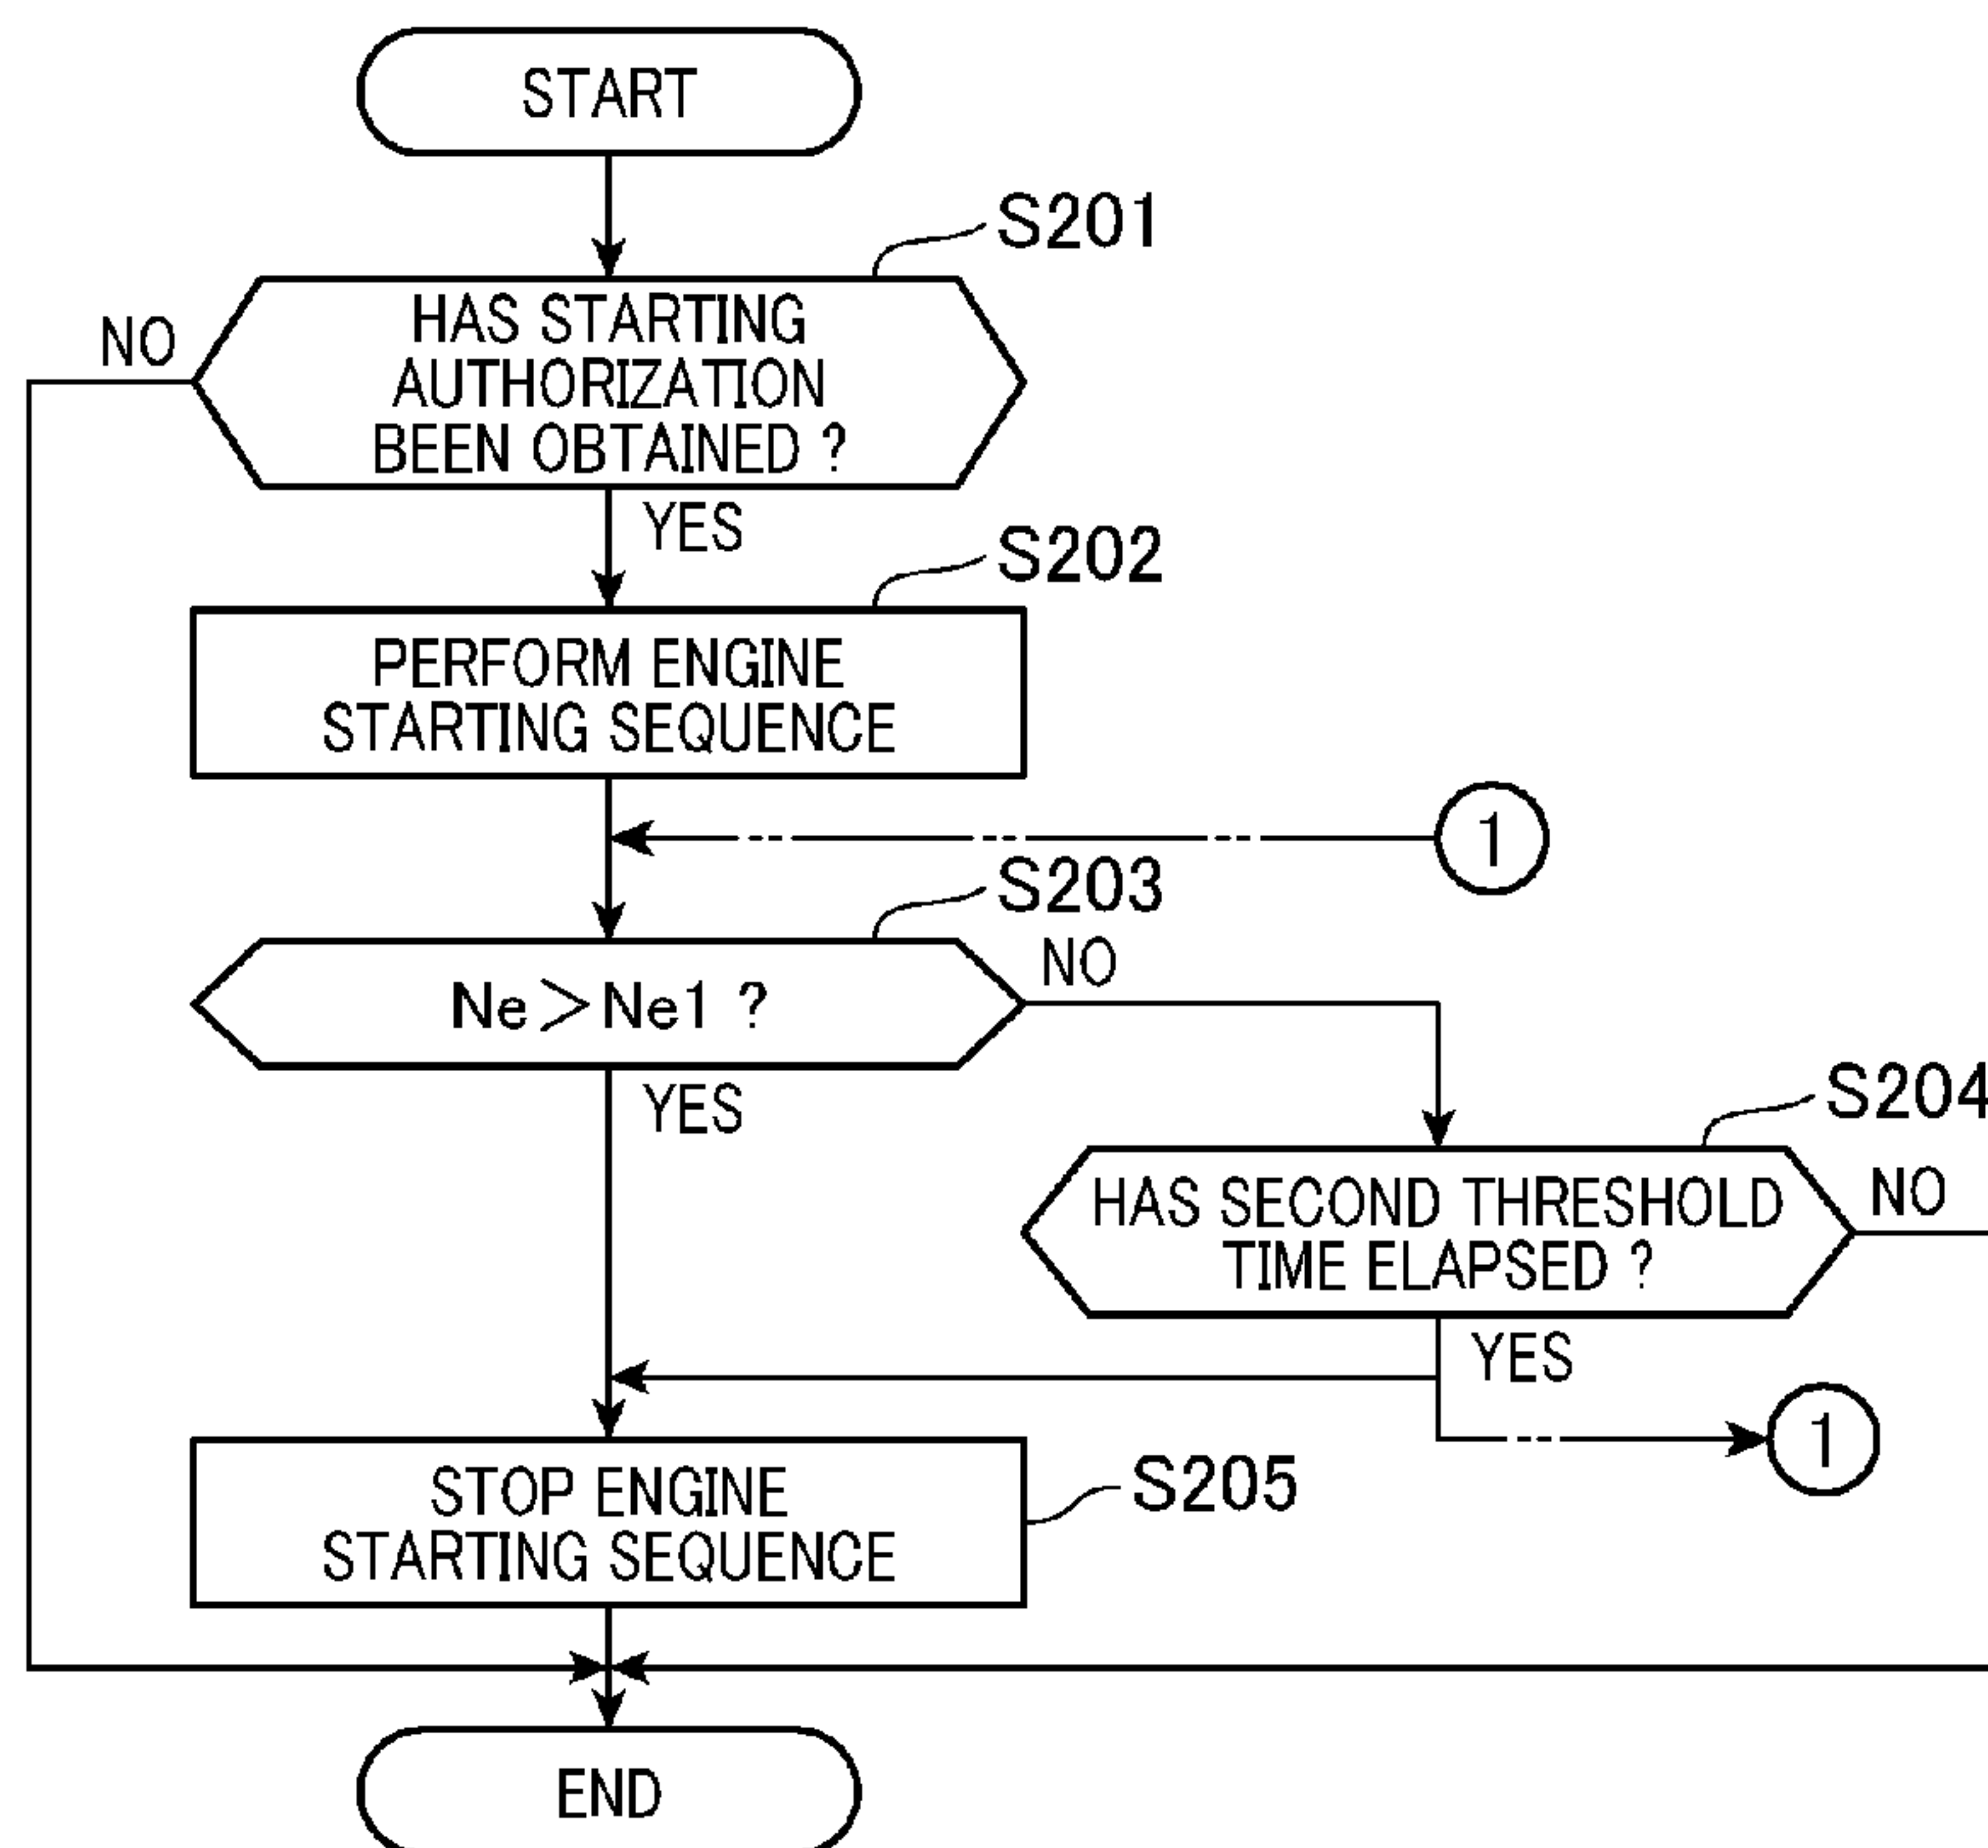 START
S201
NO
HAS STARTING
AUTHORIZATION
BEEN OBTAINED ?
YES
S202
PERFORM ENGINE
STARTING SEQUENCE
1
S203
Ne＞Ne1 ?
NO
YES
S204
HAS SECOND THRESHOLD
TIME ELAPSED ?
NO
YES
1
STOP ENGINE
STARTING SEQUENCE
S205
END